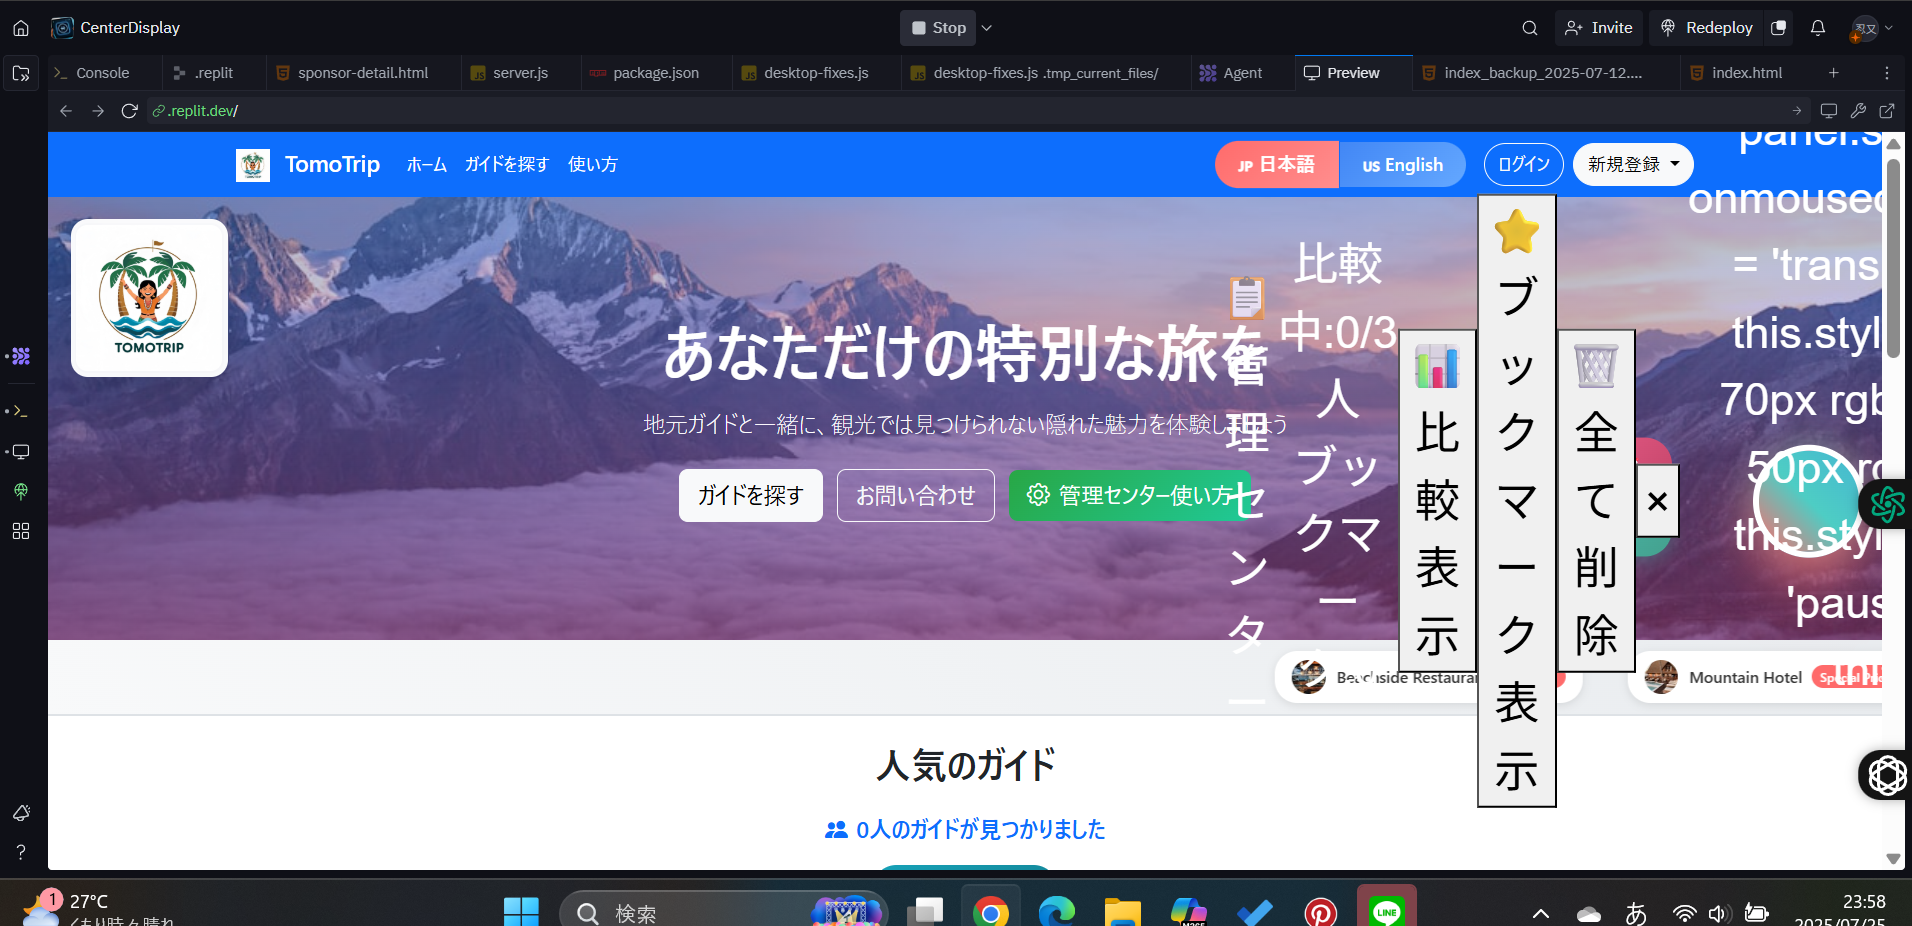 CenterDisplay
Stop
Invite
Redeploy
忍又
Console
.replit
sponsor-detail.html
server.js
package.json
desktop-fixes.js
desktop-fixes.js .tmp_current_files/
Agent
Preview
index_backup_2025-07-12....
index.html
.replit.dev/
TomoTrip
ホーム
ガイドを探す
使い方
JP 日本語
US English
ログイン
新規登録
TOMOTRIP
あなただけの特別な旅を
地元ガイドと一緒に、観光では見つけられない隠れた魅力を体験しましょう
ガイドを探す
お問い合わせ
管理センター使い方
📋管理センター
比較
中:0/3
人
ブッ
クマ
ー
ク:
📊比較表示
⭐ブックマーク表示
🗑️全て削除
×
panel.s
onmousec
= 'trans
this.styl
70px rgb
50px rg
this.styl
'paus
Beachside Restaurant
Mountain Hotel
人気のガイド
0人のガイドが見つかりました
1
27°C
くもり時々晴れ
検索
M365
LINE
あ
23:58
2025/07/25